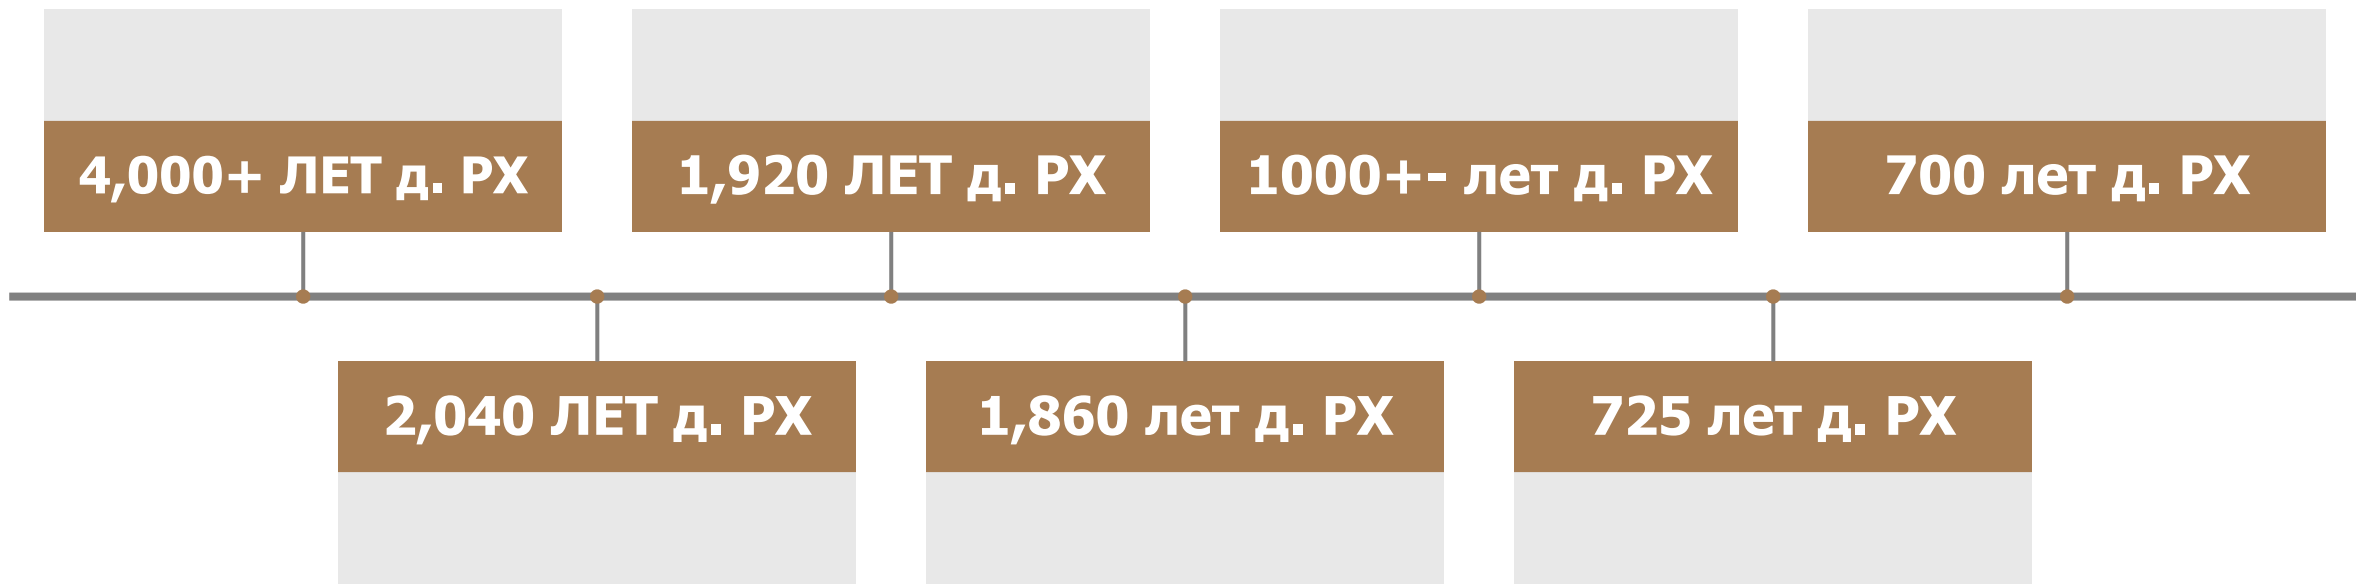 4,000+ ЛЕТ д. РХ
1,920 ЛЕТ д. РХ
1000+- лет д. РХ
700 лет д. РХ
2,040 ЛЕТ д. РХ
1,860 лет д. РХ
725 лет д. РХ